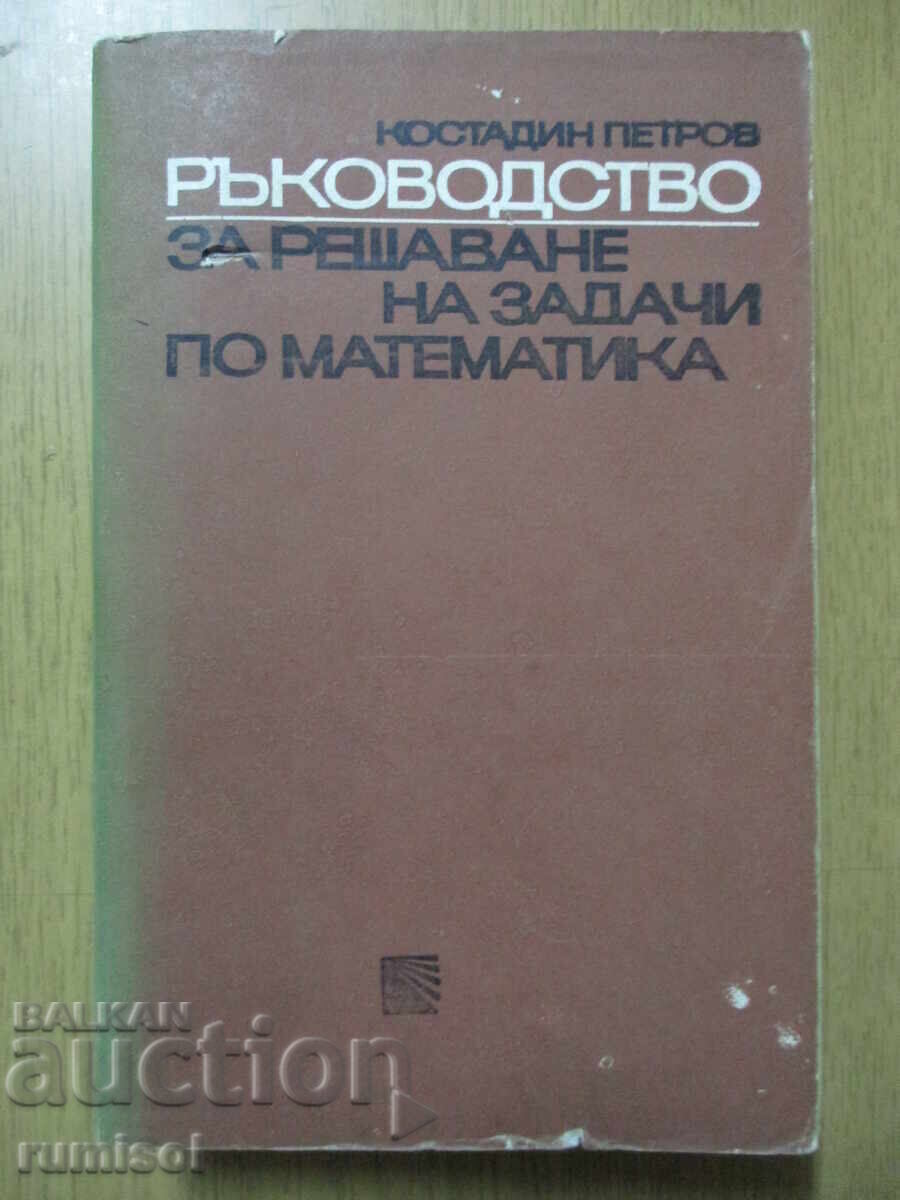 КОСТАДИН ПЕТРОВ
РЪКОВОДСТВО
ЗА РЕШАВАНЕ
НА ЗАДАЧИ
ПО МАТЕМАТИКА
BALKAN
auction
rumisol